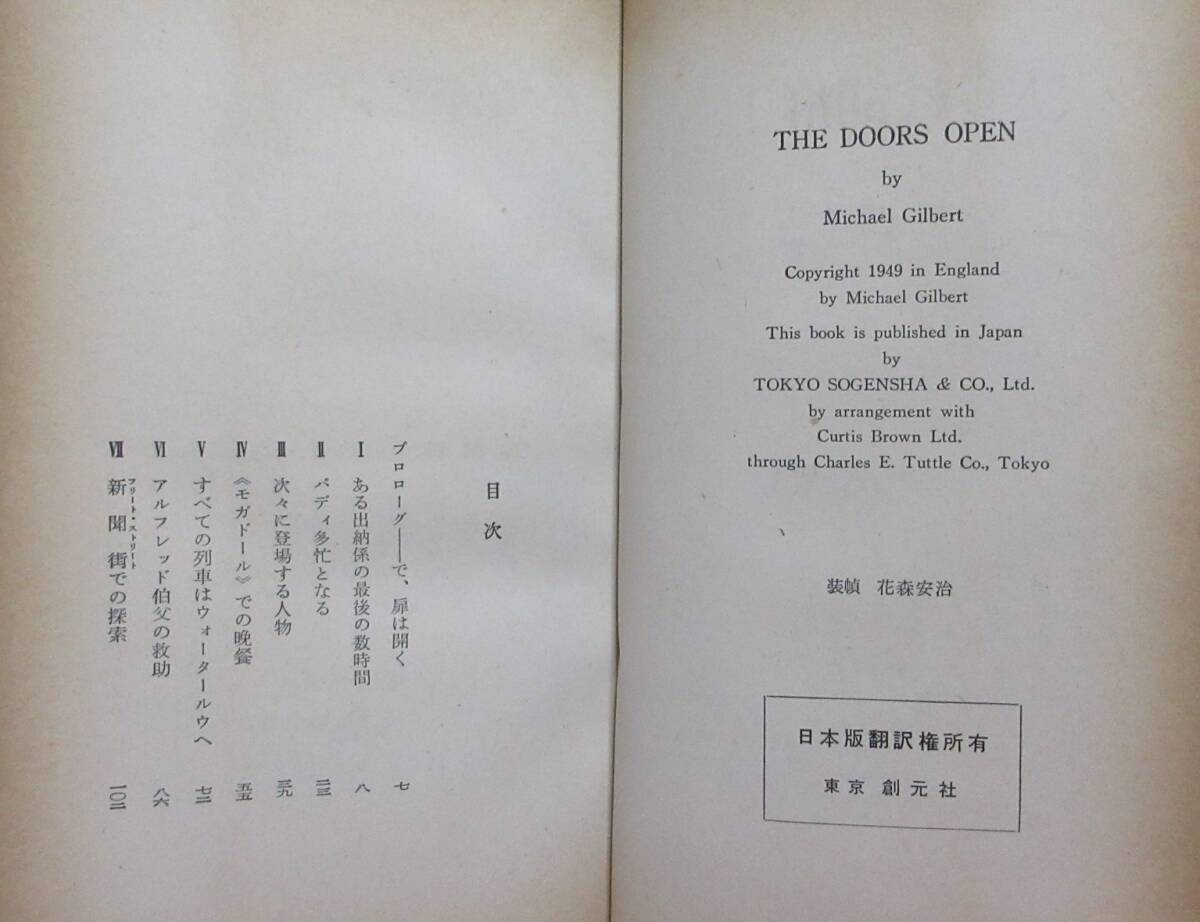 THE DOORS OPEN
by
Michael Gilbert
Copyright 1949 in England
by Michael Gilbert
This book is published in Japan
by
TOKYO SOGENSHA & CO., Ltd.
by arrangement with
Curtis Brown Ltd.
through Charles E. Tuttle Co., Tokyo
装幀 花森安治
日本版翻訳権所有
東京 創元社
目次
プロローグ――で、扉は開く 七
Ⅰ ある出納係の最後の数時間 八
Ⅱ パディ多忙となる 二三
Ⅲ 次々に登場する人物 三九
Ⅳ 《モガドール》での晩餐 五五
Ⅴ すべての列車はウォータールウへ 七二
Ⅵ アルフレッド伯父の救助 八六
Ⅶ 新聞街での探索 一〇二
フリート・ストリート